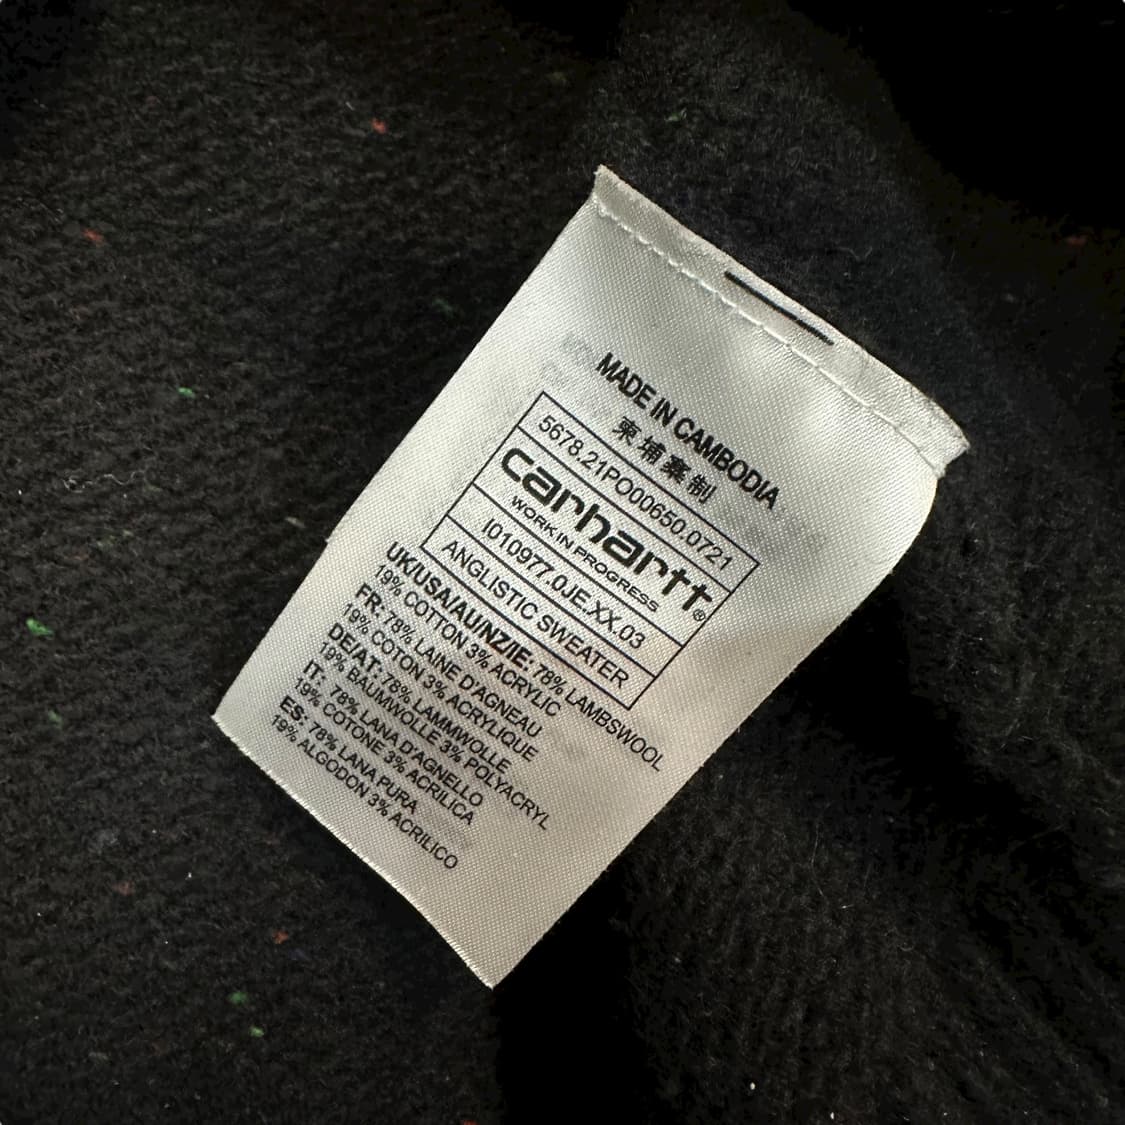 MADE IN CAMBODIA
柬埔寨制
5678.21PO00650.0721
carhartt®
WORK IN PROGRESS
I010977.0JE.XX.03
ANGLISTIC SWEATER
UK/USA/AU/NZ/IE: 78% LAMBSWOOL
19% COTTON 3% ACRYLIC
FR: 78% LAINE D'AGNEAU
19% COTON 3% ACRYLIQUE
DE/AT: 78% LAMMWOLLE
19% BAUMWOLLE 3% POLYACRYL
IT: 78% LANA D'AGNELLO
19% COTONE 3% ACRILICA
ES: 78% LANA PURA
19% ALGODON 3% ACRILICO